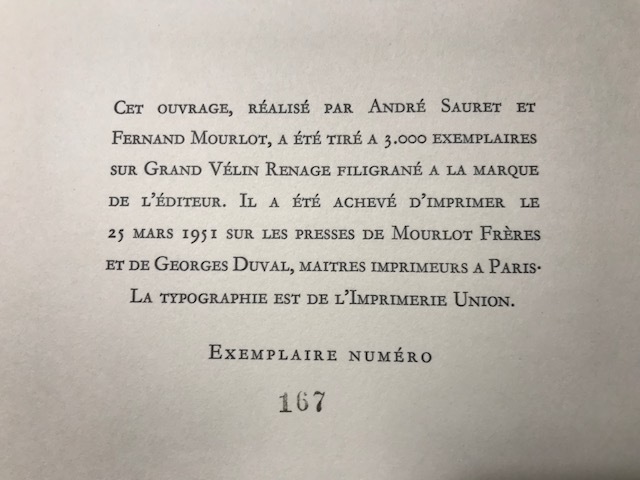 Cet ouvrage, réalisé par André Sauret et
Fernand Mourlot, a été tiré a 3.000 exemplaires
sur Grand Vélin Renage filigrané a la marque
de l'éditeur. Il a été achevé d'imprimer le
25 mars 1951 sur les presses de Mourlot Frères
et de Georges Duval, maitres imprimeurs a Paris.
La typographie est de l'Imprimerie Union.
Exemplaire numéro
167